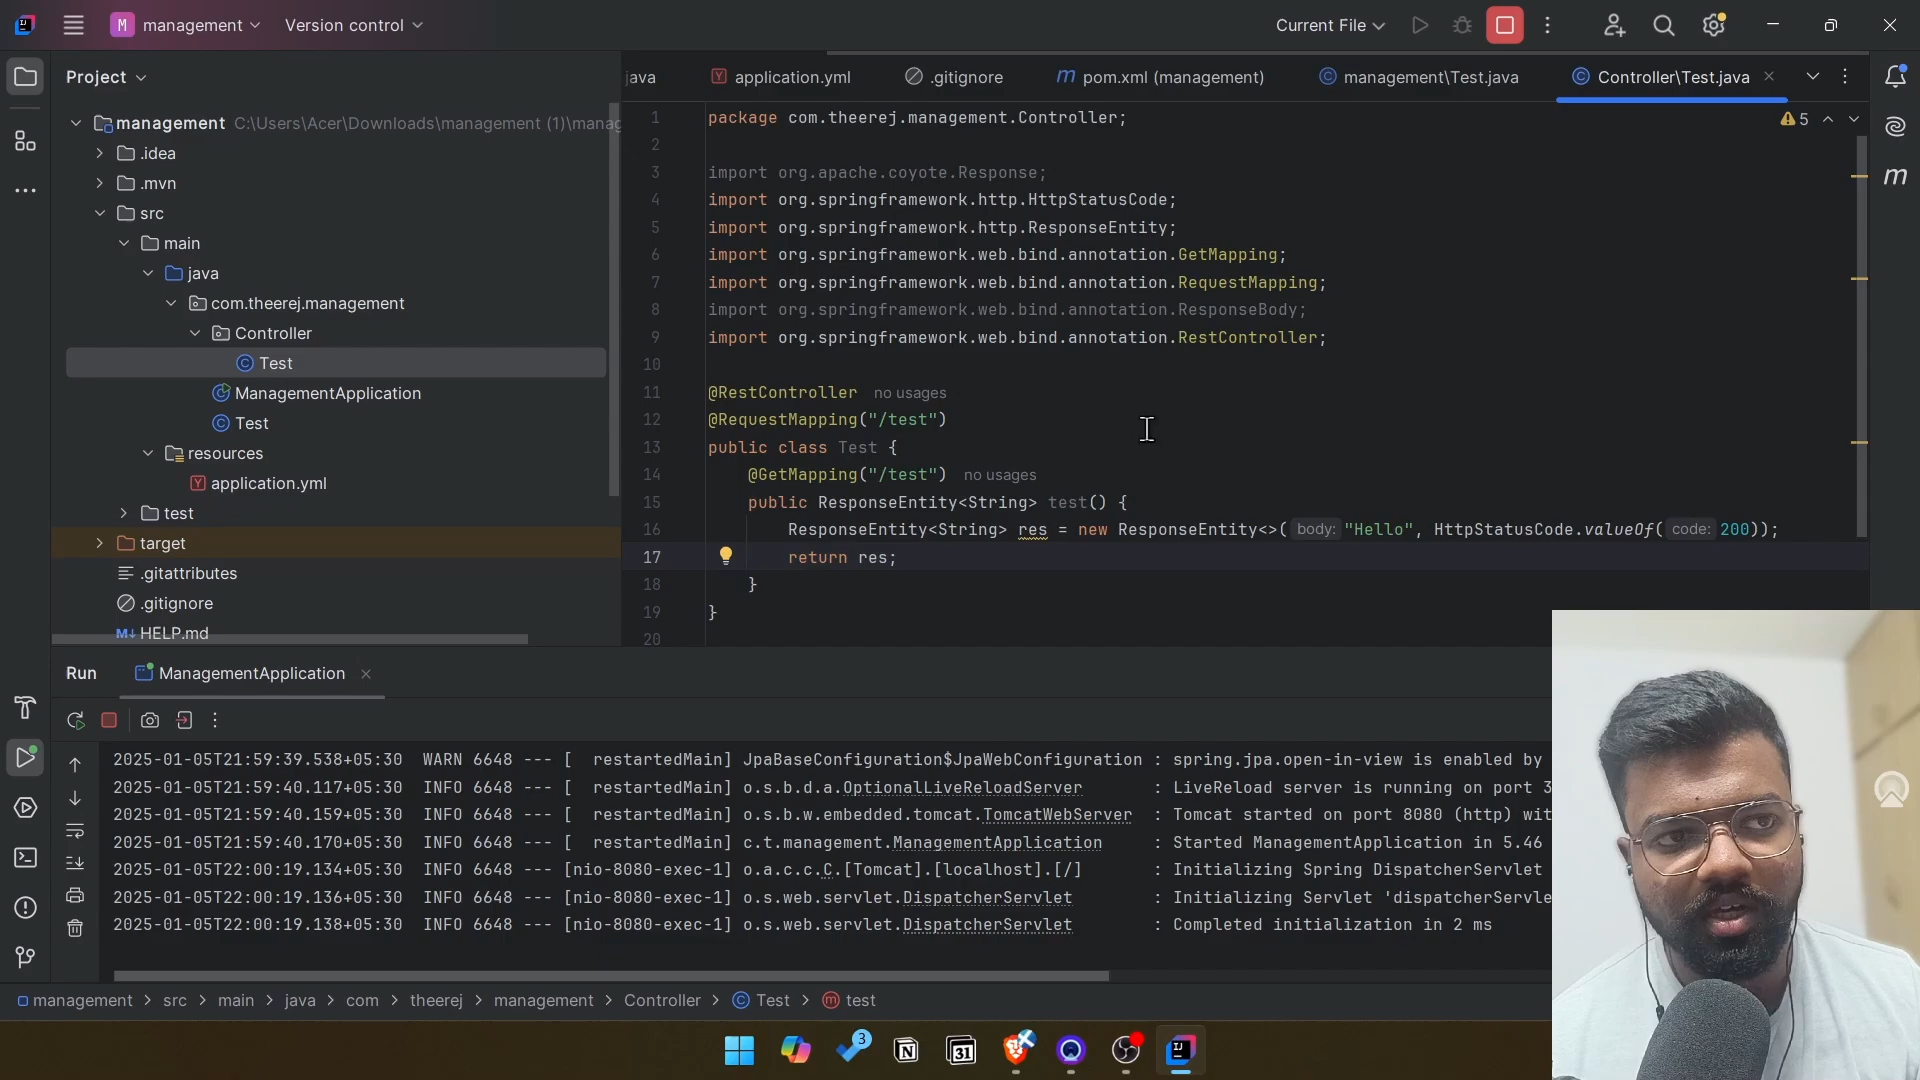 M management
Version control
Current File
Project
java
application.yml
.gitignore
m pom.xml (management)
management\Test.java
Controller\Test.java
management C:\Users\Acer\Downloads\management (1)\manag
.idea
.mvn
src
main
java
com.theerej.management
Controller
Test
ManagementApplication
Test
resources
application.yml
test
target
.gitattributes
.gitignore
M↓ HELP.md
5
1 package com.theerej.management.Controller;
2
3 import org.apache.coyote.Response;
4 import org.springframework.http.HttpStatusCode;
5 import org.springframework.http.ResponseEntity;
6 import org.springframework.web.bind.annotation.GetMapping;
7 import org.springframework.web.bind.annotation.RequestMapping;
8 import org.springframework.web.bind.annotation.ResponseBody;
9 import org.springframework.web.bind.annotation.RestController;
10
11 @RestController no usages
12 @RequestMapping("/test")
13 public class Test {
14 @GetMapping("/test") no usages
15 public ResponseEntity<String> test() {
16 ResponseEntity<String> res = new ResponseEntity<>( body: "Hello", HttpStatusCode.valueOf( code: 200));
17 return res;
18 }
19 }
20
Run
ManagementApplication
2025-01-05T21:59:39.538+05:30 WARN 6648 --- [ restartedMain] JpaBaseConfiguration$JpaWebConfiguration : spring.jpa.open-in-view is enabled by
2025-01-05T21:59:40.117+05:30 INFO 6648 --- [ restartedMain] o.s.b.d.a.OptionalLiveReloadServer : LiveReload server is running on port 3
2025-01-05T21:59:40.159+05:30 INFO 6648 --- [ restartedMain] o.s.b.w.embedded.tomcat.TomcatWebServer : Tomcat started on port 8080 (http) wit
2025-01-05T21:59:40.170+05:30 INFO 6648 --- [ restartedMain] c.t.management.ManagementApplication : Started ManagementApplication in 5.46
2025-01-05T22:00:19.134+05:30 INFO 6648 --- [nio-8080-exec-1] o.a.c.c.C.[Tomcat].[localhost].[/] : Initializing Spring DispatcherServlet
2025-01-05T22:00:19.136+05:30 INFO 6648 --- [nio-8080-exec-1] o.s.web.servlet.DispatcherServlet : Initializing Servlet 'dispatcherServle
2025-01-05T22:00:19.138+05:30 INFO 6648 --- [nio-8080-exec-1] o.s.web.servlet.DispatcherServlet : Completed initialization in 2 ms
management > src > main > java > com > theerej > management > Controller > Test > test
3
31